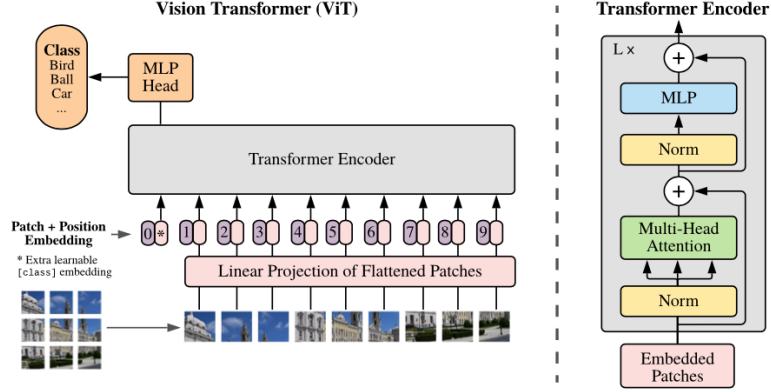 Vision Transformer (ViT)
Class
Bird
Ball
Car
...
MLP
Head
Transformer Encoder
Patch + Position
Embedding
0 *
1
2
3
4
5
6
7
8
9
* Extra learnable
[class] embedding
Linear Projection of Flattened Patches
Transformer Encoder
L x
+
MLP
Norm
+
Multi-Head
Attention
Norm
Embedded
Patches